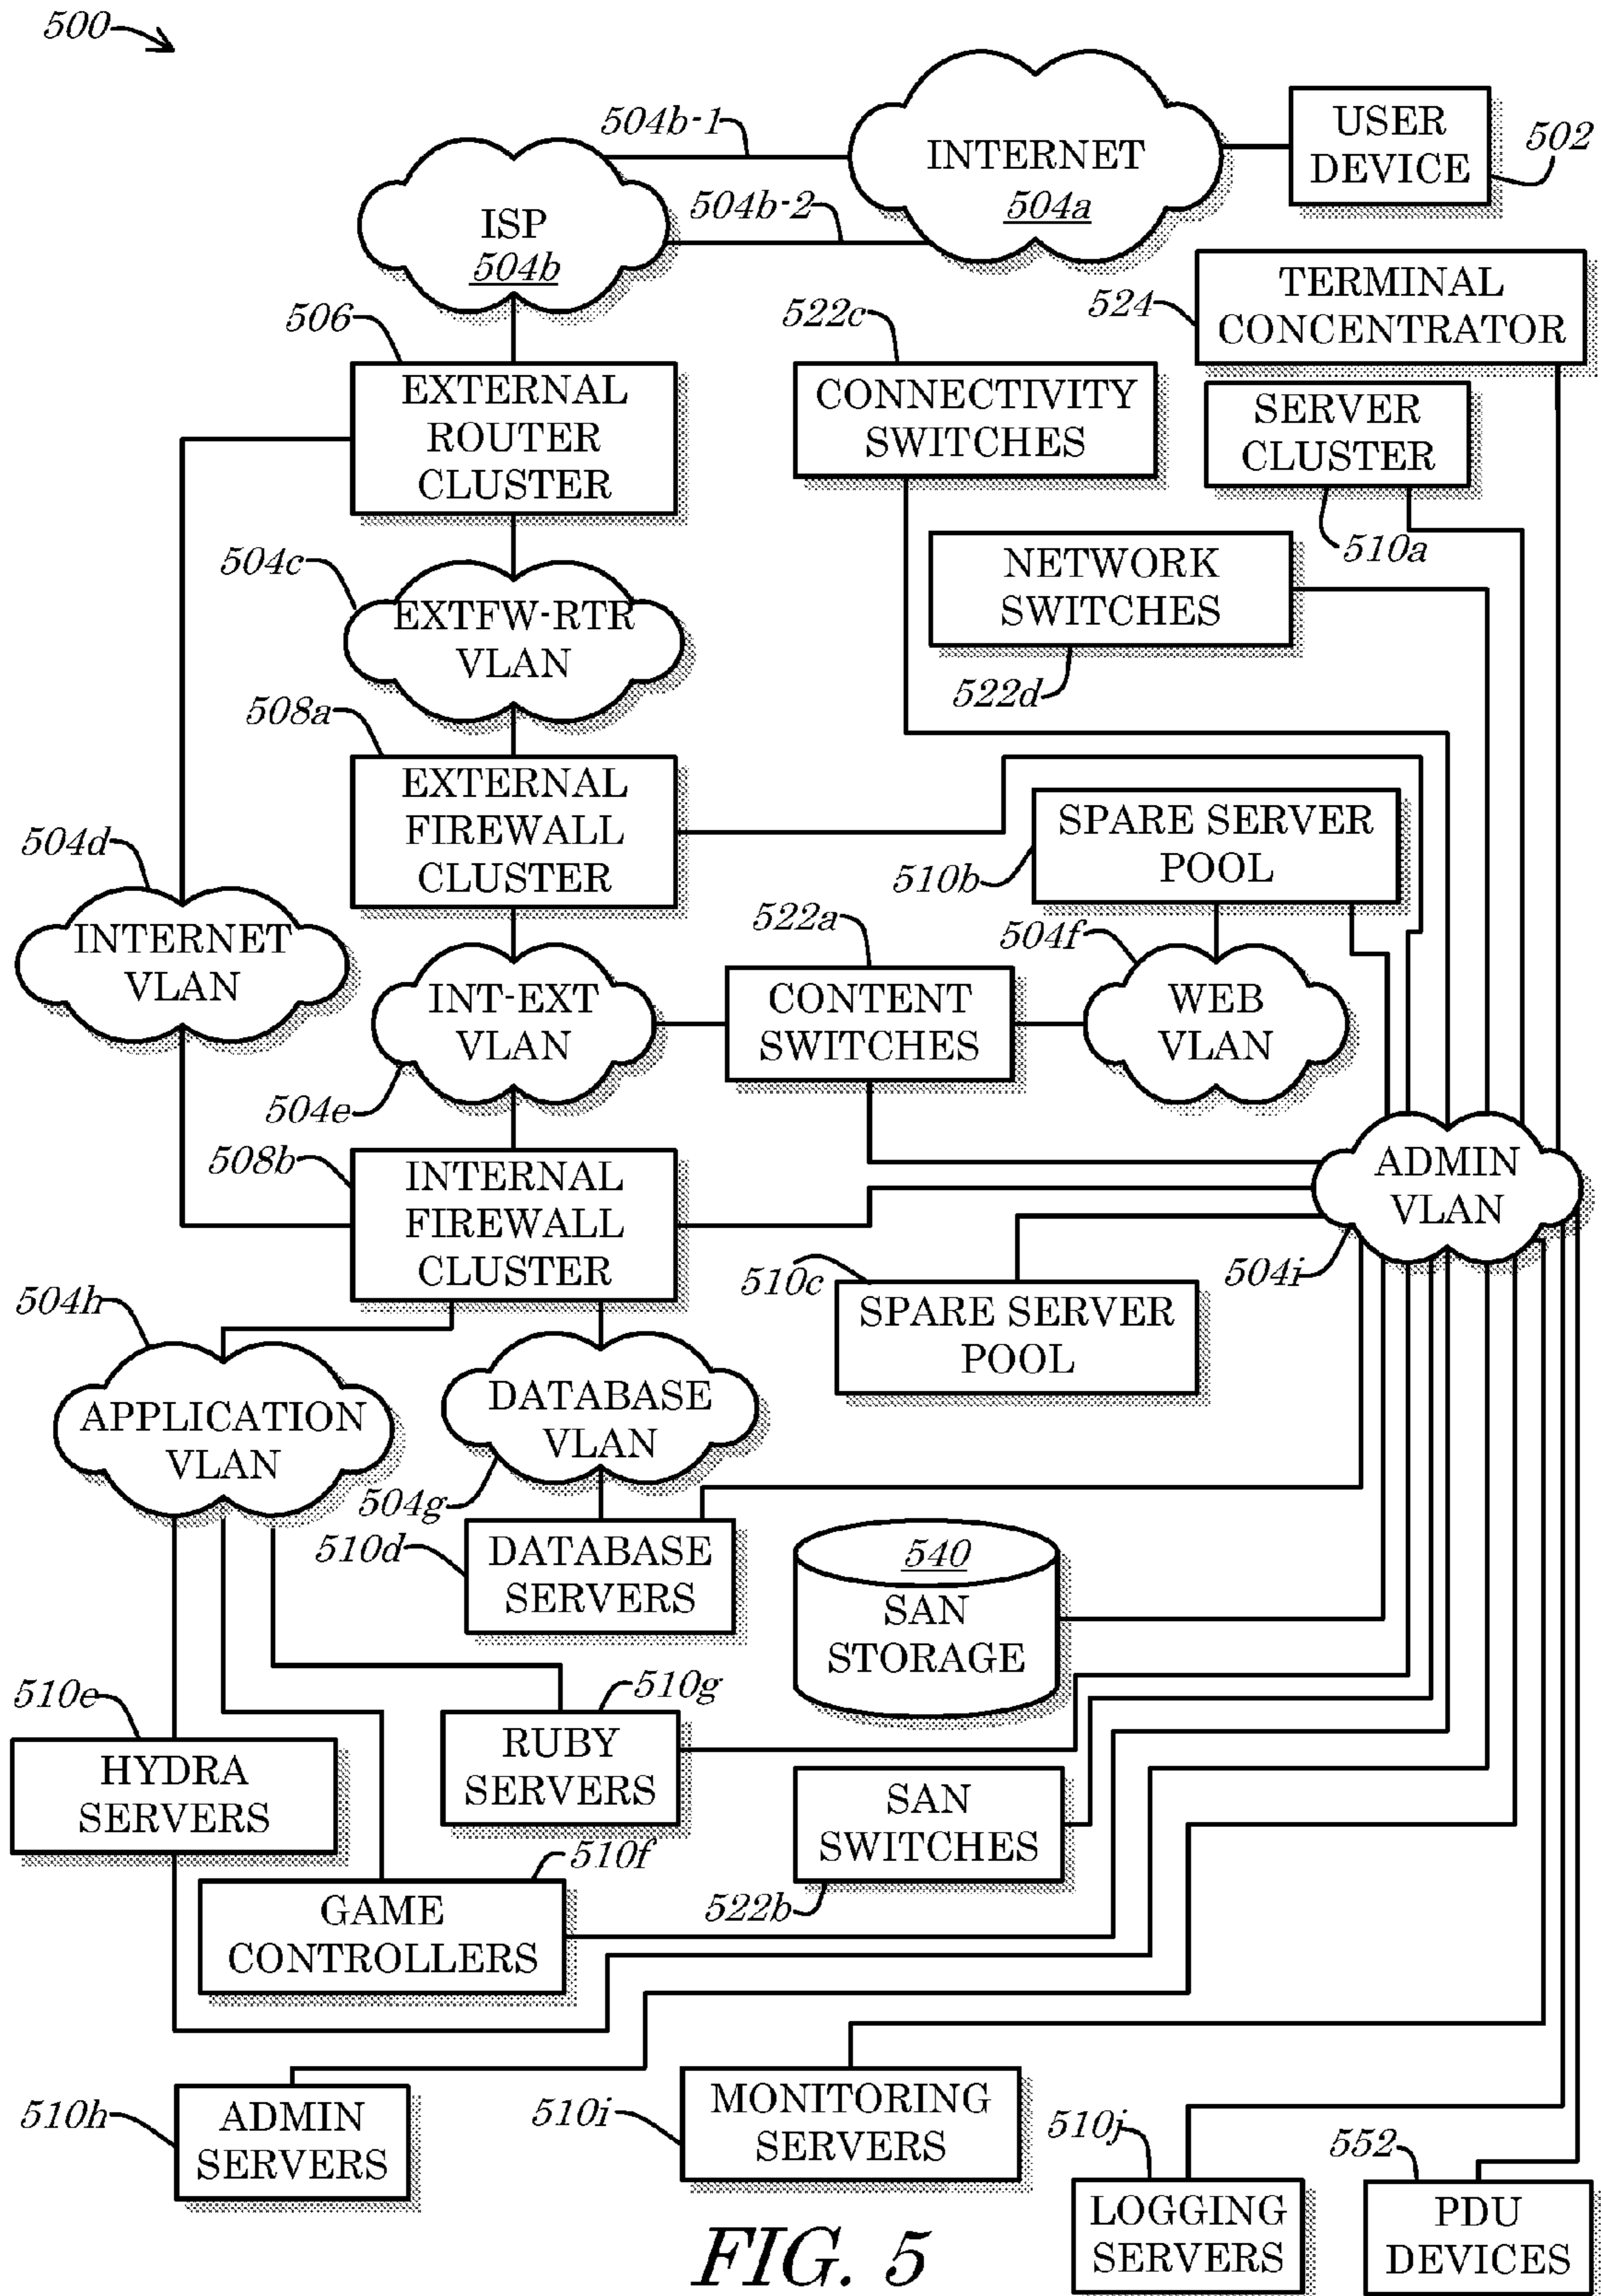 500
504b-1
INTERNET
504a
USER
DEVICE
502
504b-2
ISP
504b
TERMINAL
CONCENTRATOR
524
506
522c
EXTERNAL
ROUTER
CLUSTER
CONNECTIVITY
SWITCHES
SERVER
CLUSTER
510a
504c
EXTFW-RTR
VLAN
NETWORK
SWITCHES
522d
508a
EXTERNAL
FIREWALL
CLUSTER
SPARE SERVER
POOL
510b
504d
INTERNET
VLAN
522a
504f
INT-EXT
VLAN
504e
CONTENT
SWITCHES
WEB
VLAN
508b
INTERNAL
FIREWALL
CLUSTER
ADMIN
VLAN
504i
510c
SPARE SERVER
POOL
504h
APPLICATION
VLAN
DATABASE
VLAN
504g
510d
DATABASE
SERVERS
540
SAN
STORAGE
510e
510g
HYDRA
SERVERS
RUBY
SERVERS
SAN
SWITCHES
522b
510f
GAME
CONTROLLERS
510h
ADMIN
SERVERS
510i
MONITORING
SERVERS
510j
LOGGING
SERVERS
552
PDU
DEVICES
FIG. 5